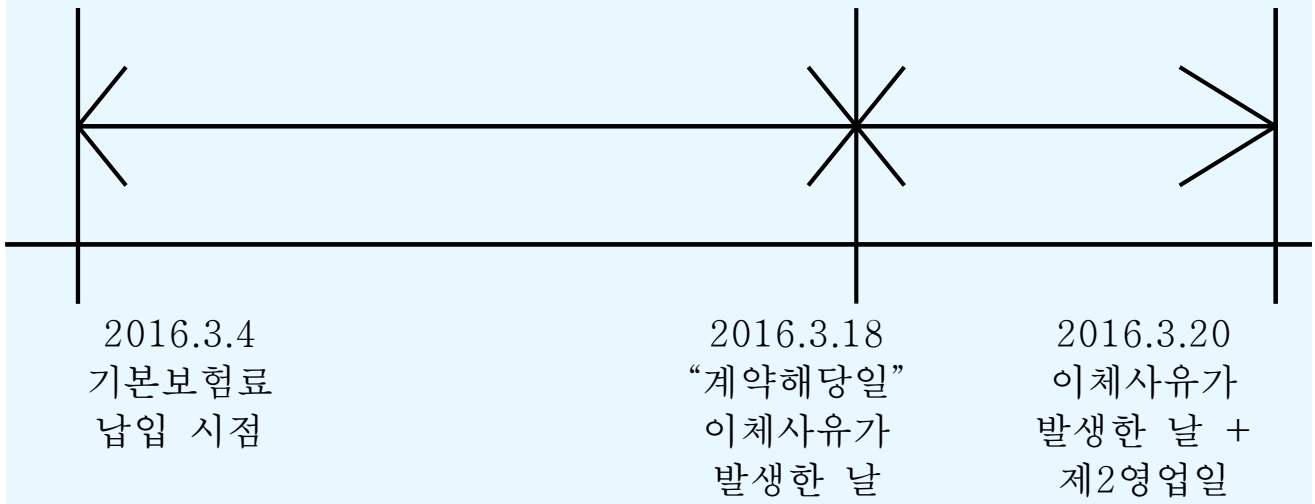 2016.3.4
기본보험료
납입 시점
2016.3.18
“계약해당일”
이체사유가
발생한 날
2016.3.20
이체사유가
발생한 날 +
제2영업일